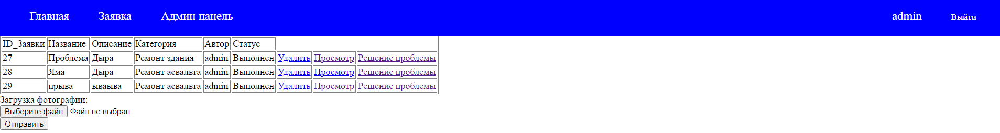 Главная Заявка Админ панель admin Выйти
ID_Заявки Название Описание Категория Автор Статус
27 Проблема Дыра Ремонт здания admin Выполнен Удалить Просмотр Решение проблемы
28 Яма Дыра Ремонт асвальта admin Выполнен Удалить Просмотр Решение проблемы
29 прыва ываыва Ремонт асвальта admin Выполнен Удалить Просмотр Решение проблемы
Загрузка фотографии:
Выберите файл Файл не выбран
Отправить